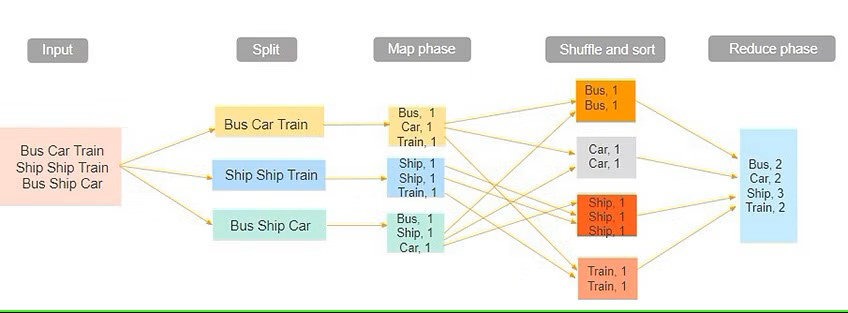 Input
Split
Map phase
Shuffle and sort
Reduce phase
Bus Car Train
Ship Ship Train
Bus Ship Car
Bus Car Train
Ship Ship Train
Bus Ship Car
Bus, 1
Car, 1
Train, 1
Ship, 1
Ship, 1
Train, 1
Bus, 1
Ship, 1
Car, 1
Bus, 1
Bus, 1
Car, 1
Car, 1
Ship, 1
Ship, 1
Ship, 1
Train, 1
Train, 1
Bus, 2
Car, 2
Ship, 3
Train, 2